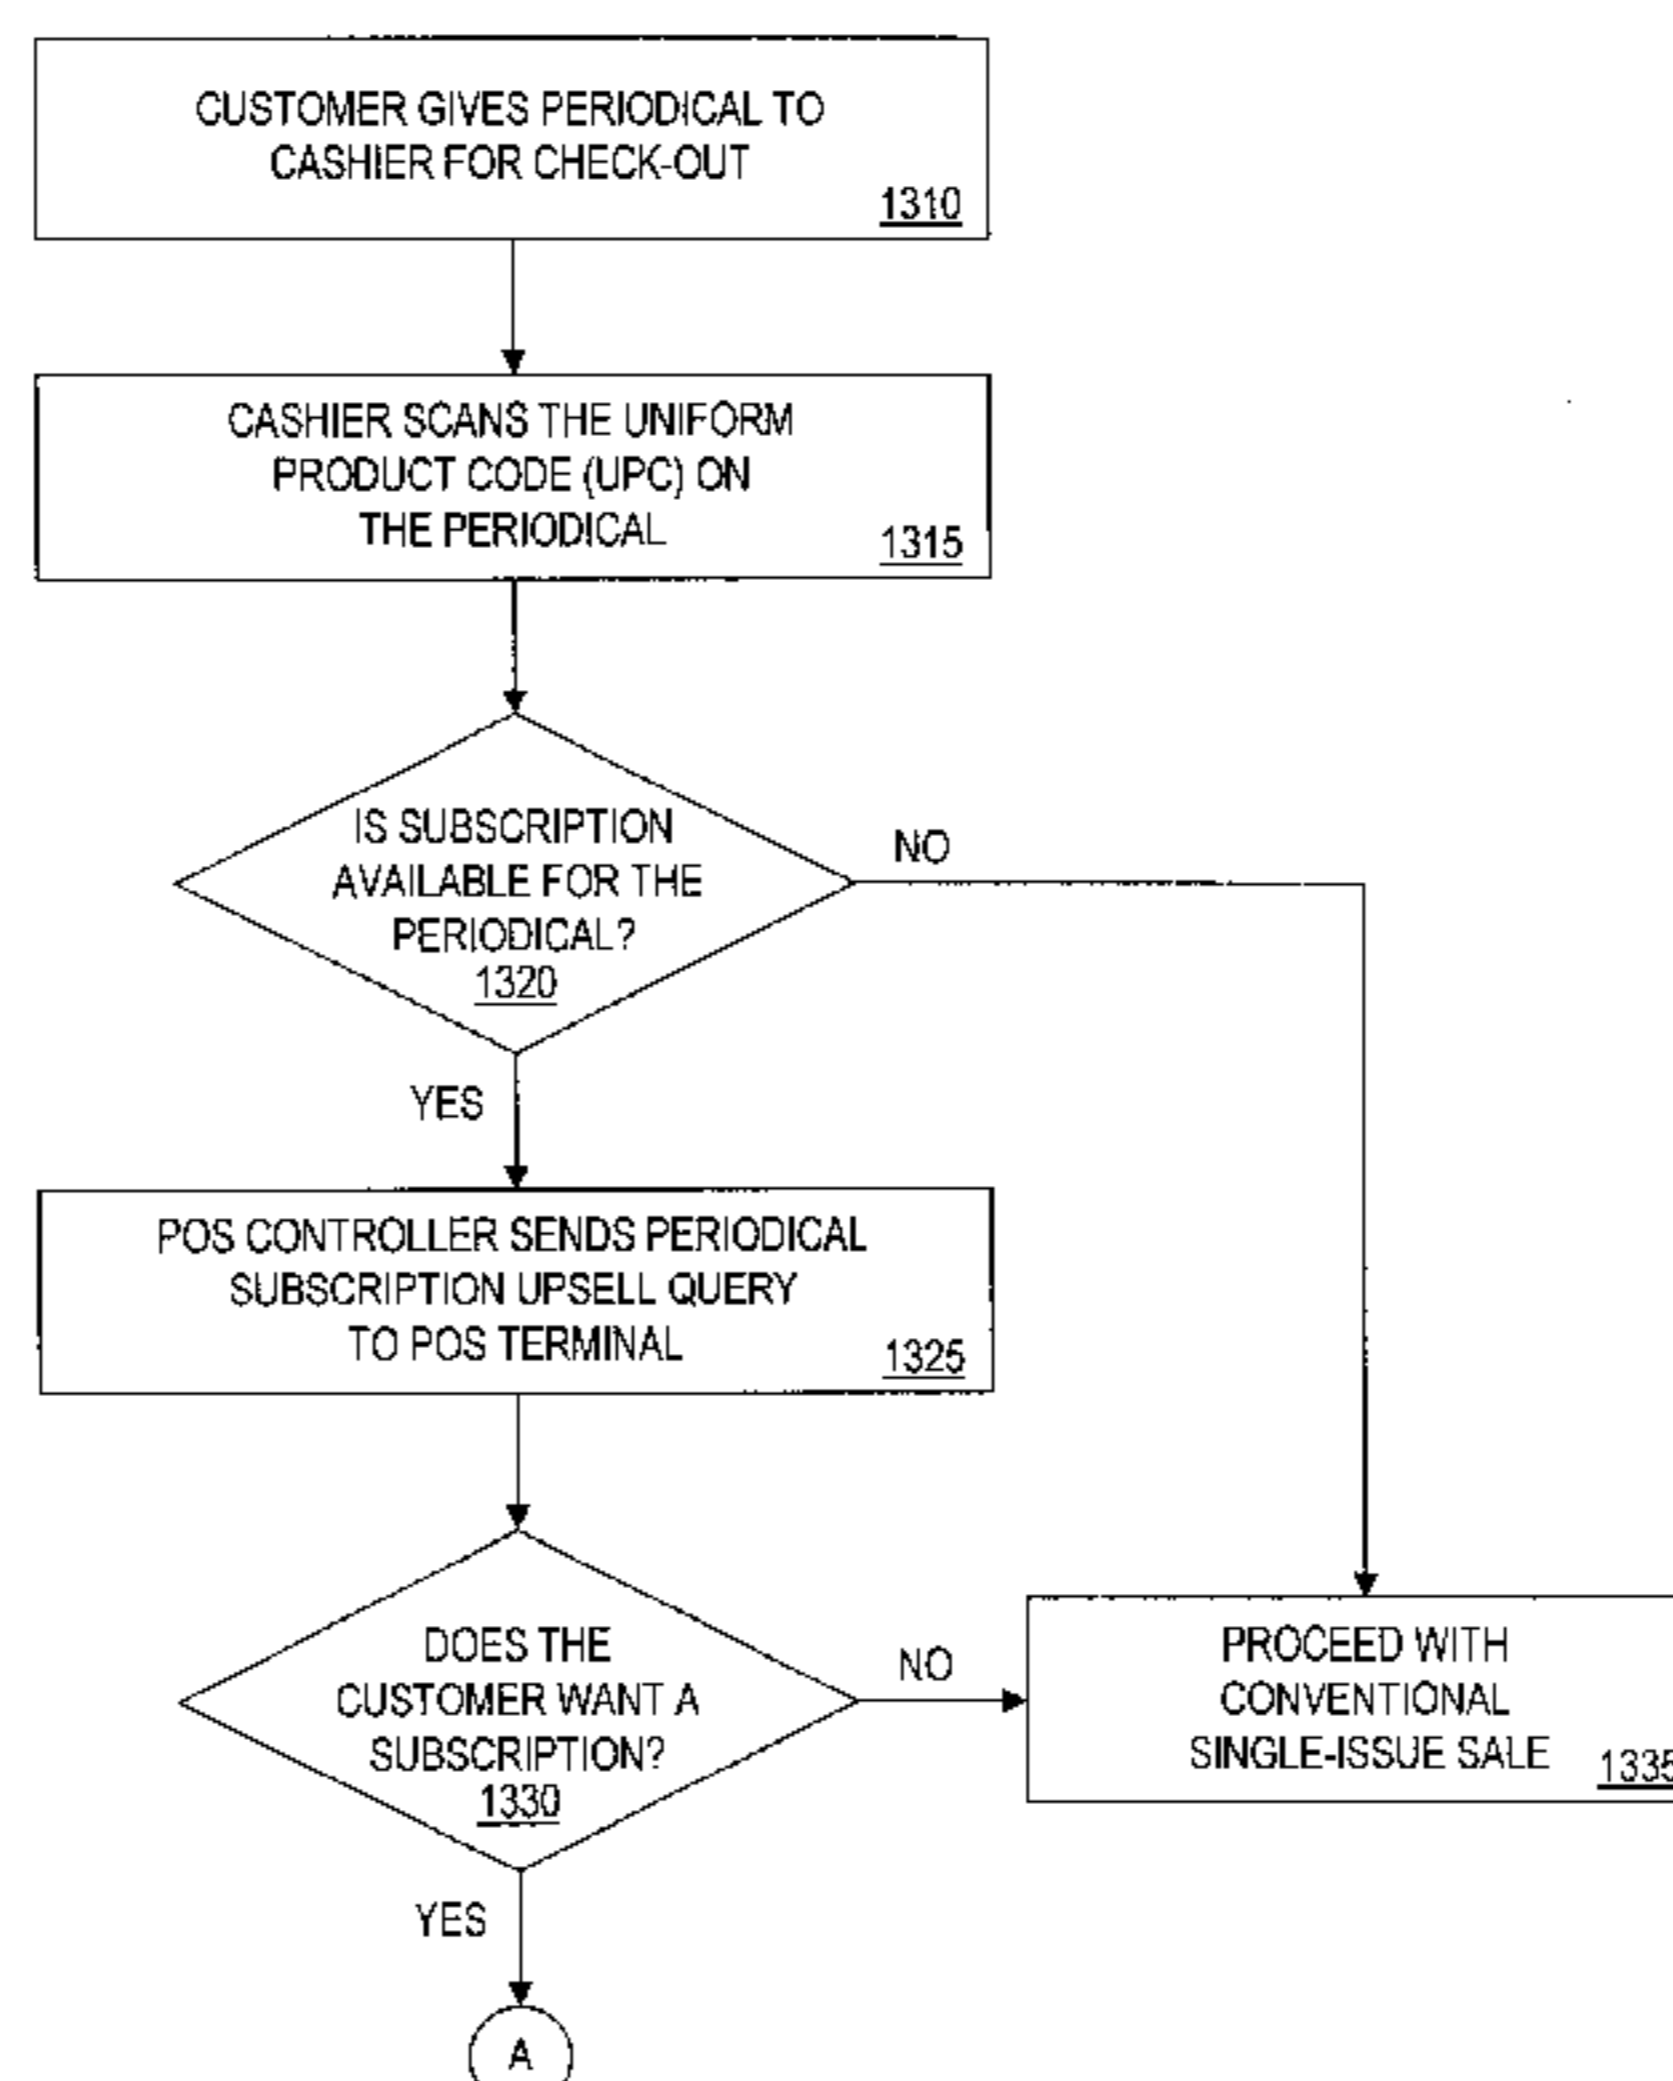 CUSTOMER GIVES PERIODICAL TO
CASHIER FOR CHECK-OUT
1310
CASHIER SCANS THE UNIFORM
PRODUCT CODE (UPC) ON
THE PERIODICAL
1315
IS SUBSCRIPTION
AVAILABLE FOR THE
PERIODICAL?
1320
NO
YES
POS CONTROLLER SENDS PERIODICAL
SUBSCRIPTION UPSELL QUERY
TO POS TERMINAL
1325
DOES THE
CUSTOMER WANT A
SUBSCRIPTION?
1330
NO
PROCEED WITH
CONVENTIONAL
SINGLE-ISSUE SALE
1335
YES
A